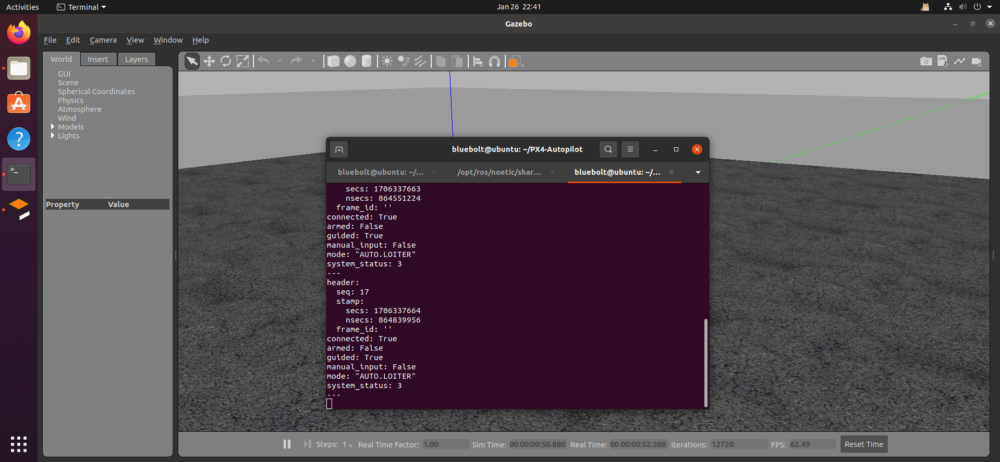 Activities
Terminal
Jan 26 22:41
Gazebo
File Edit Camera View Window Help
World Insert Layers
GUI
Scene
Spherical Coordinates
Physics
Atmosphere
Wind
Models
Lights
Property Value
LOG
bluebolt@ubuntu: ~/PX4-Autopilot
bluebolt@ubuntu: ~/... /opt/ros/noetic/shar... bluebolt@ubuntu: ~/...
secs: 1706337663
nsecs: 864551224
frame_id: ''
connected: True
armed: False
guided: True
manual_input: False
mode: "AUTO.LOITER"
system_status: 3
---
header:
seq: 17
stamp:
secs: 1706337664
nsecs: 864839956
frame_id: ''
connected: True
armed: False
guided: True
manual_input: False
mode: "AUTO.LOITER"
system_status: 3
---
Steps: 1 Real Time Factor: 1.00 Sim Time: 00 00:00:50.880 Real Time: 00 00:00:52.268 Iterations: 12720 FPS: 62.49 Reset Time